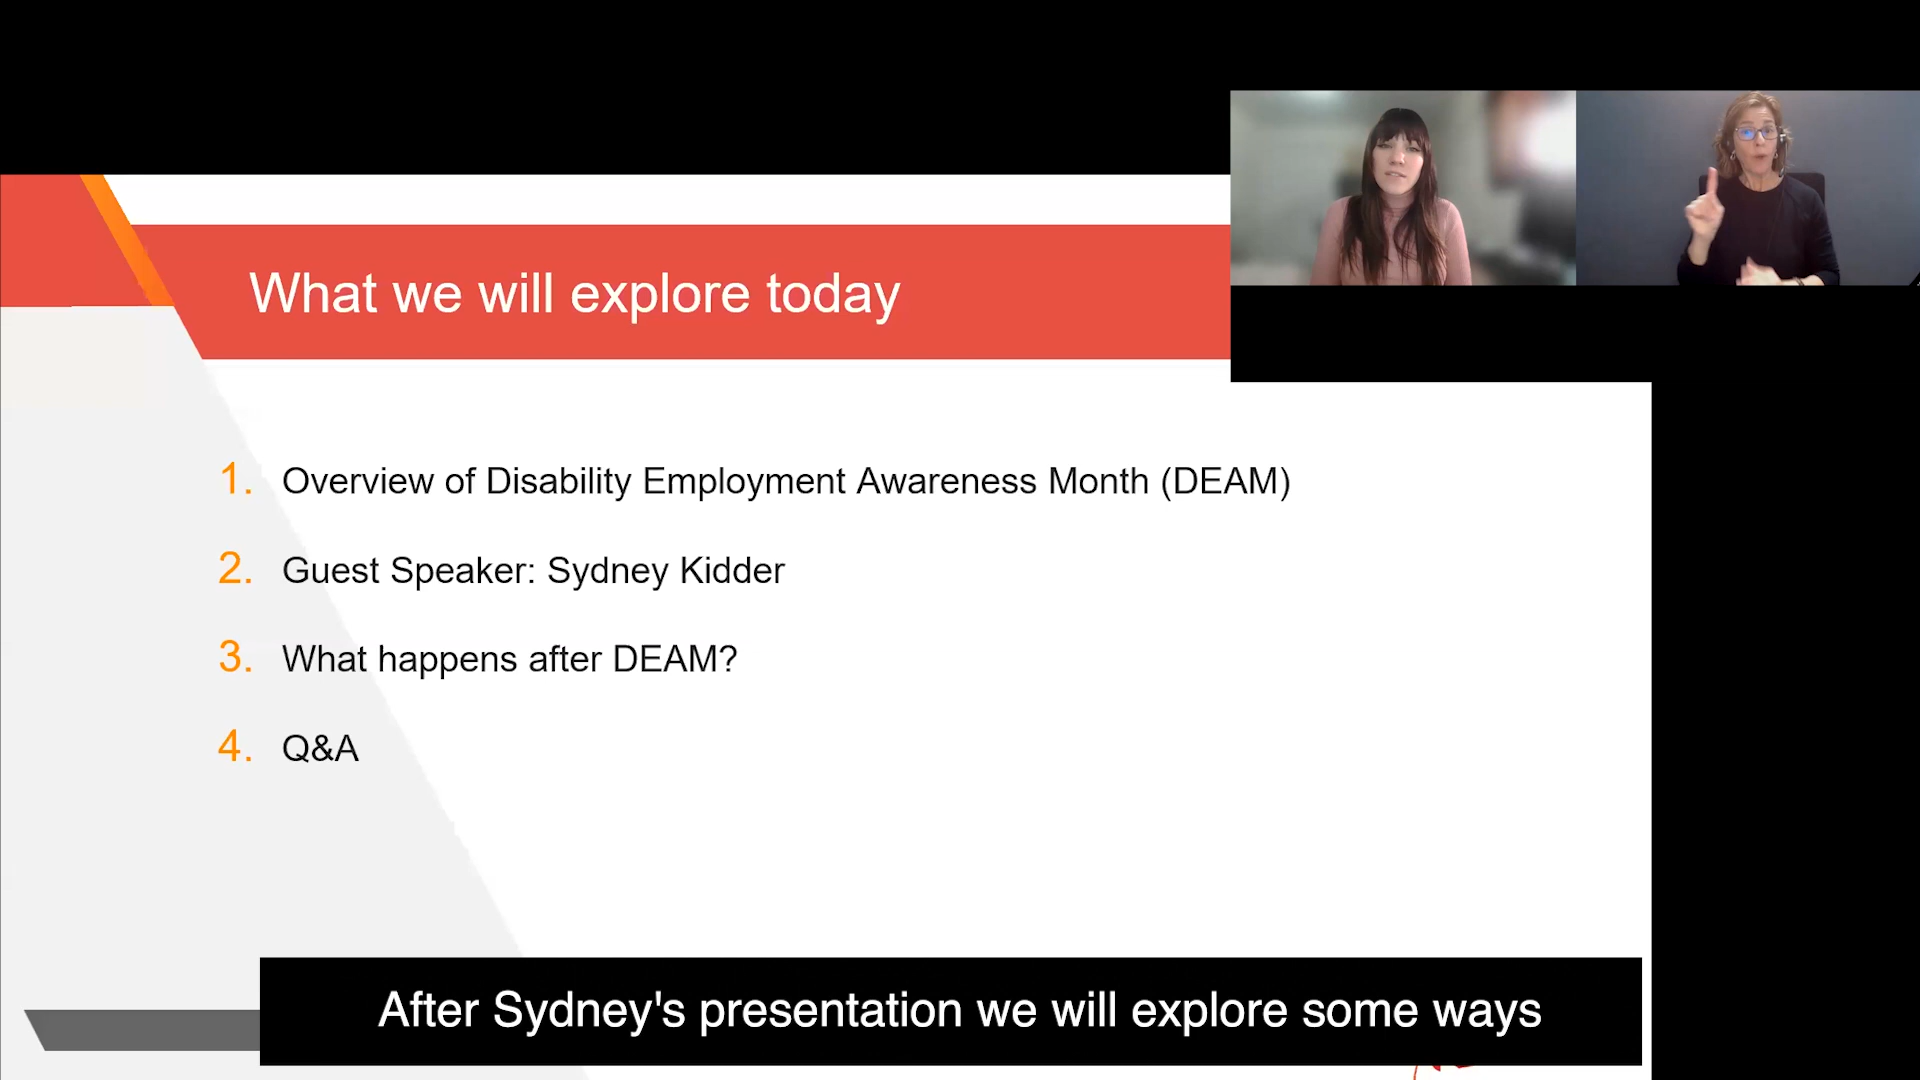 What we will explore today
1. Overview of Disability Employment Awareness Month (DEAM)
2. Guest Speaker: Sydney Kidder
3. What happens after DEAM?
4. Q&A
After Sydney's presentation we will explore some ways